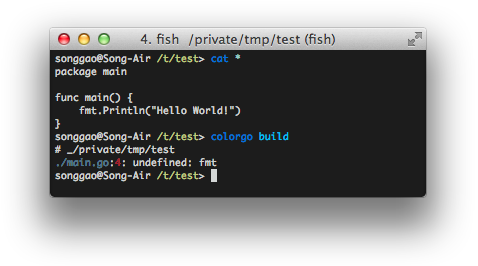 4. fish  /private/tmp/test (fish)
songgao@Song-Air /t/test> cat *
package main

func main() {
    fmt.Println("Hello World!")
}
songgao@Song-Air /t/test> colorgo build
# _/private/tmp/test
./main.go:4: undefined: fmt
songgao@Song-Air /t/test>